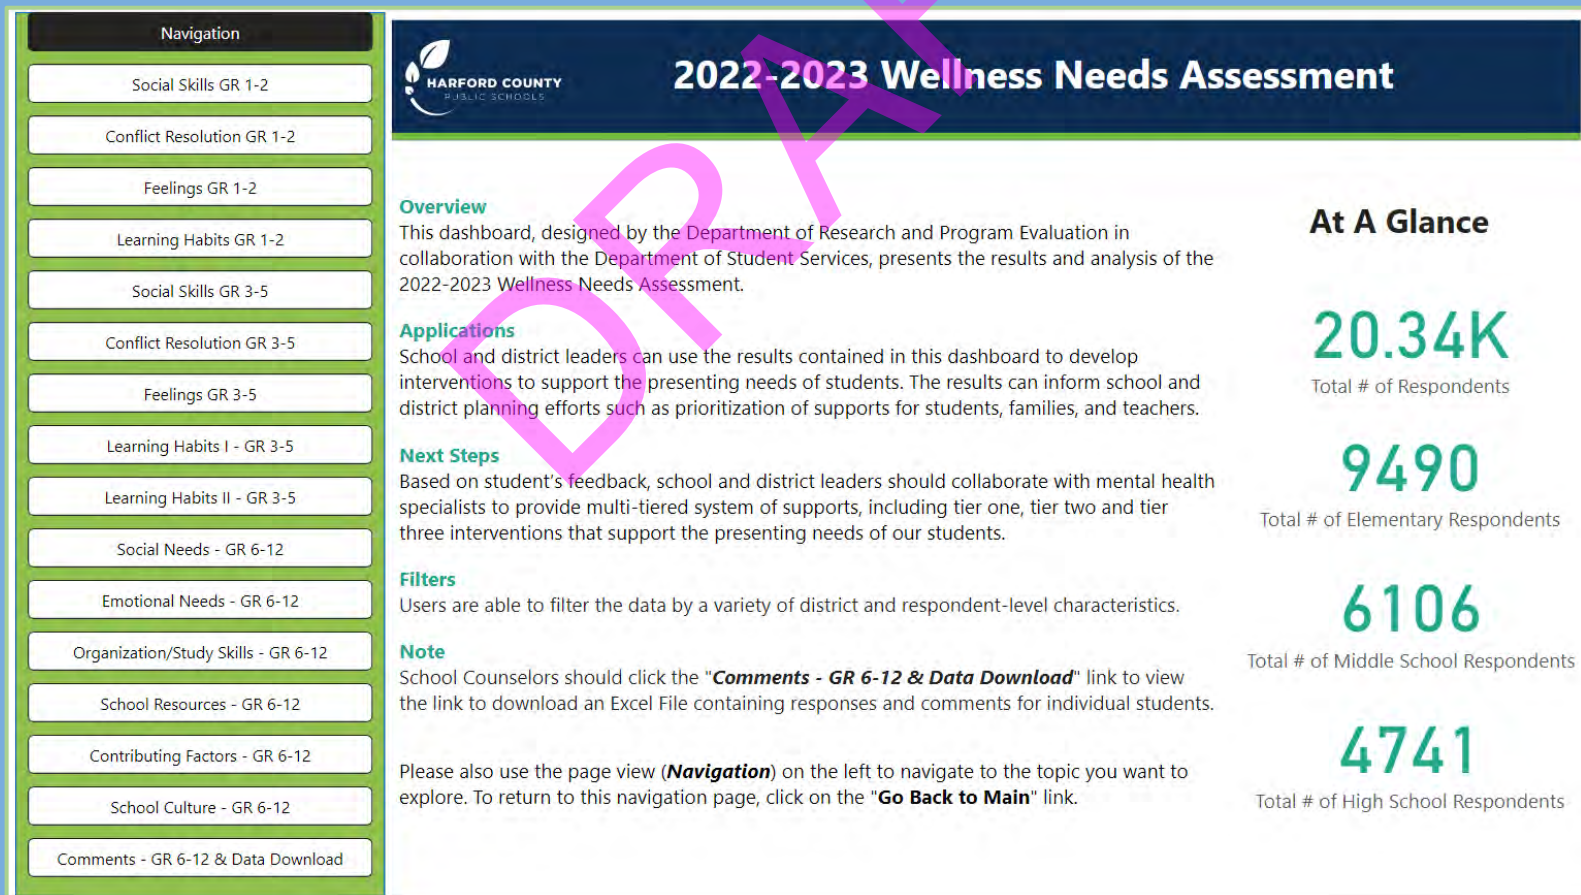 Navigation
Social Skills GR 1-2
Conflict Resolution GR 1-2
Feelings GR 1-2
Learning Habits GR 1-2
Social Skills GR 3-5
Conflict Resolution GR 3-5
Feelings GR 3-5
Learning Habits I - GR 3-5
Learning Habits II - GR 3-5
Social Needs - GR 6-12
Emotional Needs - GR 6-12
Organization/Study Skills - GR 6-12
School Resources - GR 6-12
Contributing Factors - GR 6-12
School Culture - GR 6-12
Comments - GR 6-12 & Data Download
HARFORD COUNTY
PUBLIC SCHOOLS
2022-2023 Wellness Needs Assessment
Overview
This dashboard, designed by the Department of Research and Program Evaluation in
collaboration with the Department of Student Services, presents the results and analysis of the
2022-2023 Wellness Needs Assessment.
Applications
School and district leaders can use the results contained in this dashboard to develop
interventions to support the presenting needs of students. The results can inform school and
district planning efforts such as prioritization of supports for students, families, and teachers.
Next Steps
Based on student's feedback, school and district leaders should collaborate with mental health
specialists to provide multi-tiered system of supports, including tier one, tier two and tier
three interventions that support the presenting needs of our students.
Filters
Users are able to filter the data by a variety of district and respondent-level characteristics.
Note
School Counselors should click the "Comments - GR 6-12 & Data Download" link to view
the link to download an Excel File containing responses and comments for individual students.
Please also use the page view (Navigation) on the left to navigate to the topic you want to
explore. To return to this navigation page, click on the "Go Back to Main" link.
At A Glance
20.34K
Total # of Respondents
9490
Total # of Elementary Respondents
6106
Total # of Middle School Respondents
4741
Total # of High School Respondents
DRA